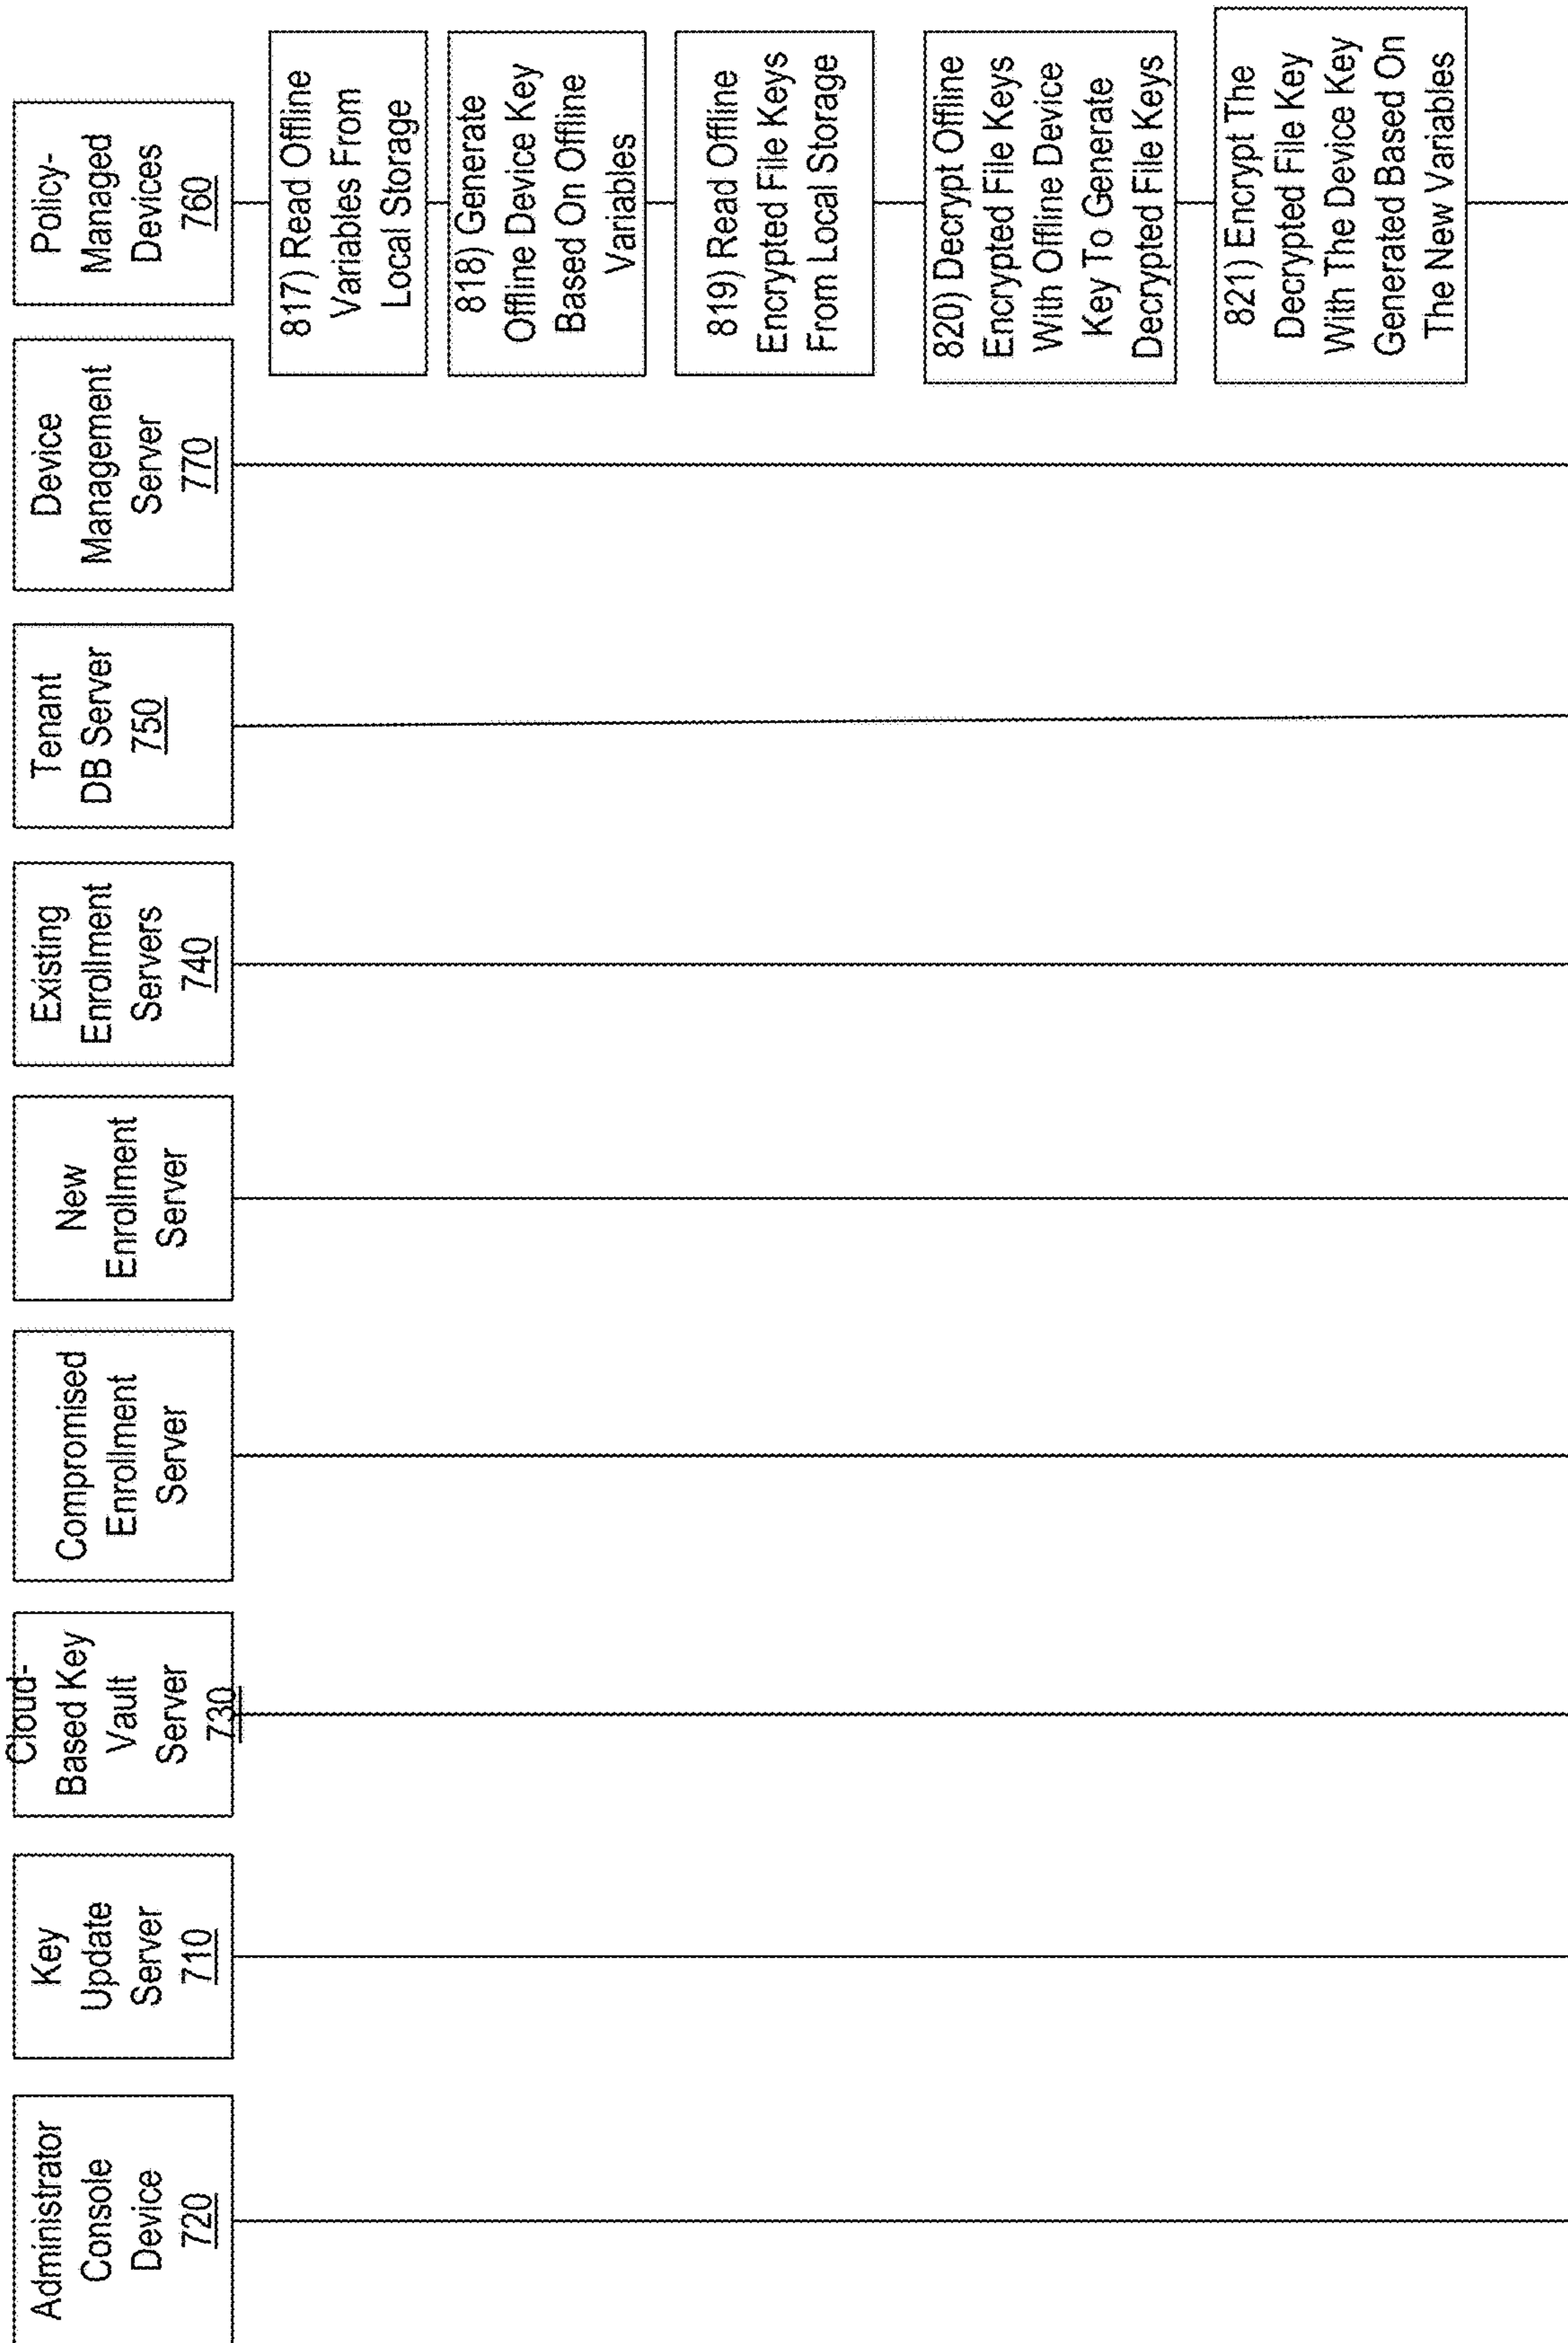 Administrator
Console
Device
720
Key
Update
Server
710
Cloud-
Based Key
Vault
Server
730
Compromised
Enrollment
Server
New
Enrollment
Server
Existing
Enrollment
Servers
740
Tenant
DB Server
750
Device
Management
Server
770
Policy-
Managed
Devices
760
817) Read Offline
Variables From
Local Storage
818) Generate
Offline Device Key
Based On Offline
Variables
819) Read Offline
Encrypted File Keys
From Local Storage
820) Decrypt Offline
Encrypted File Keys
With Offline Device
Key To Generate
Decrypted File Keys
821) Encrypt The
Decrypted File Key
With The Device Key
Generated Based On
The New Variables